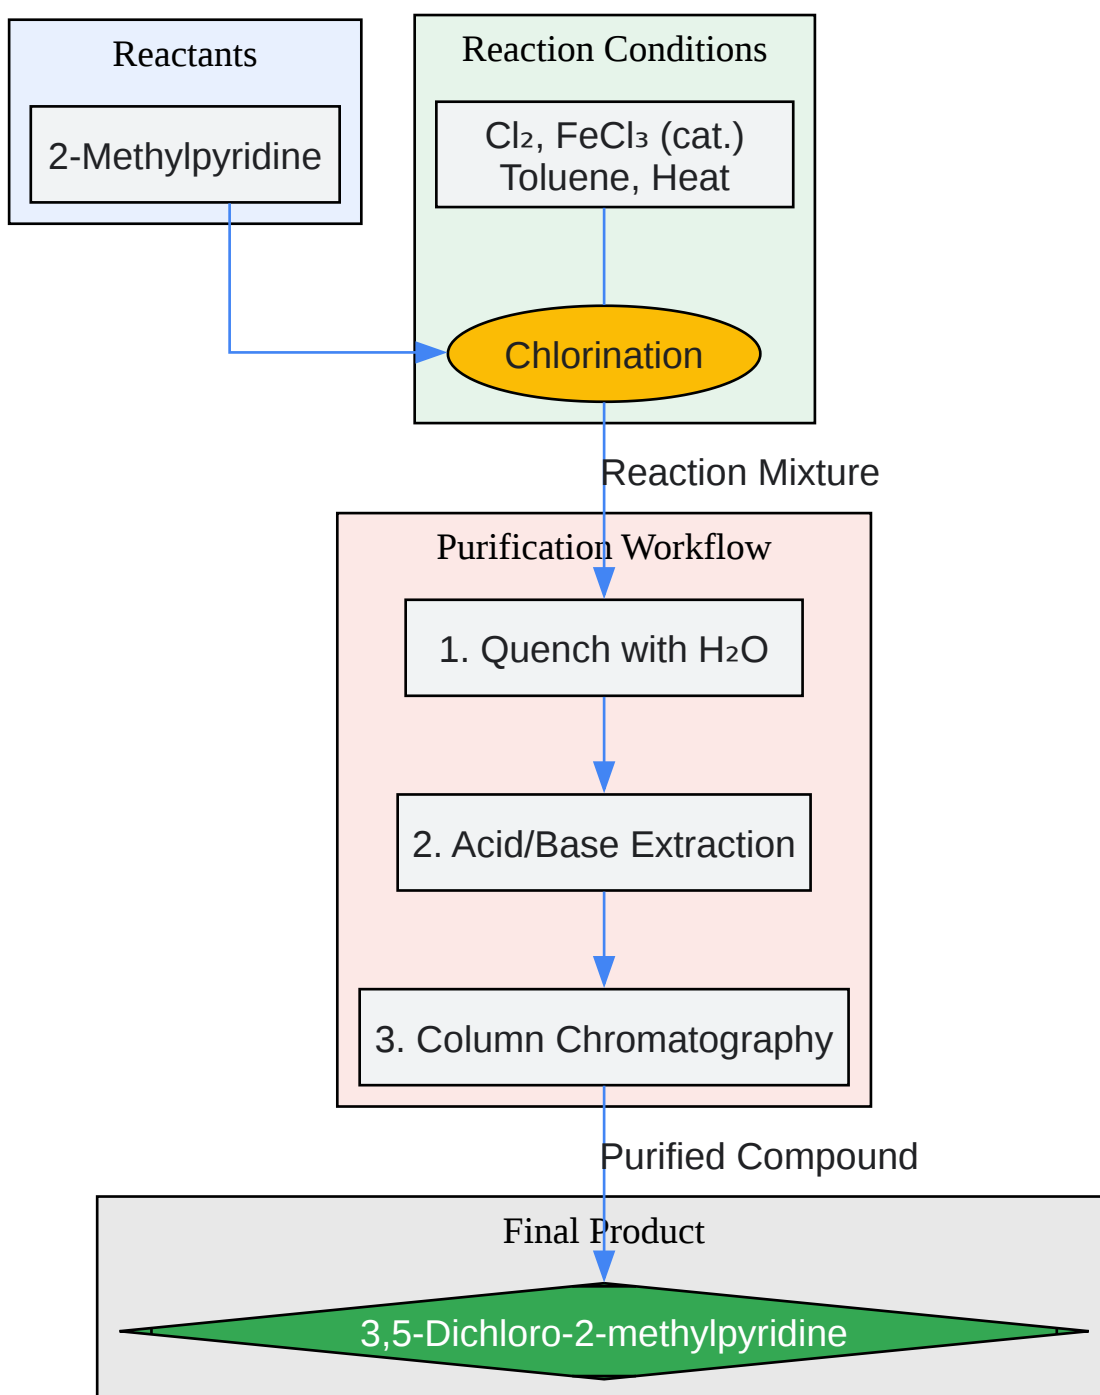 Reactants
2-Methylpyridine
Reaction Conditions
Cl₂, FeCl₃ (cat.)
Toluene, Heat
Chlorination
Reaction Mixture
Purification Workflow
1. Quench with H₂O
2. Acid/Base Extraction
3. Column Chromatography
Purified Compound
Final Product
3,5-Dichloro-2-methylpyridine